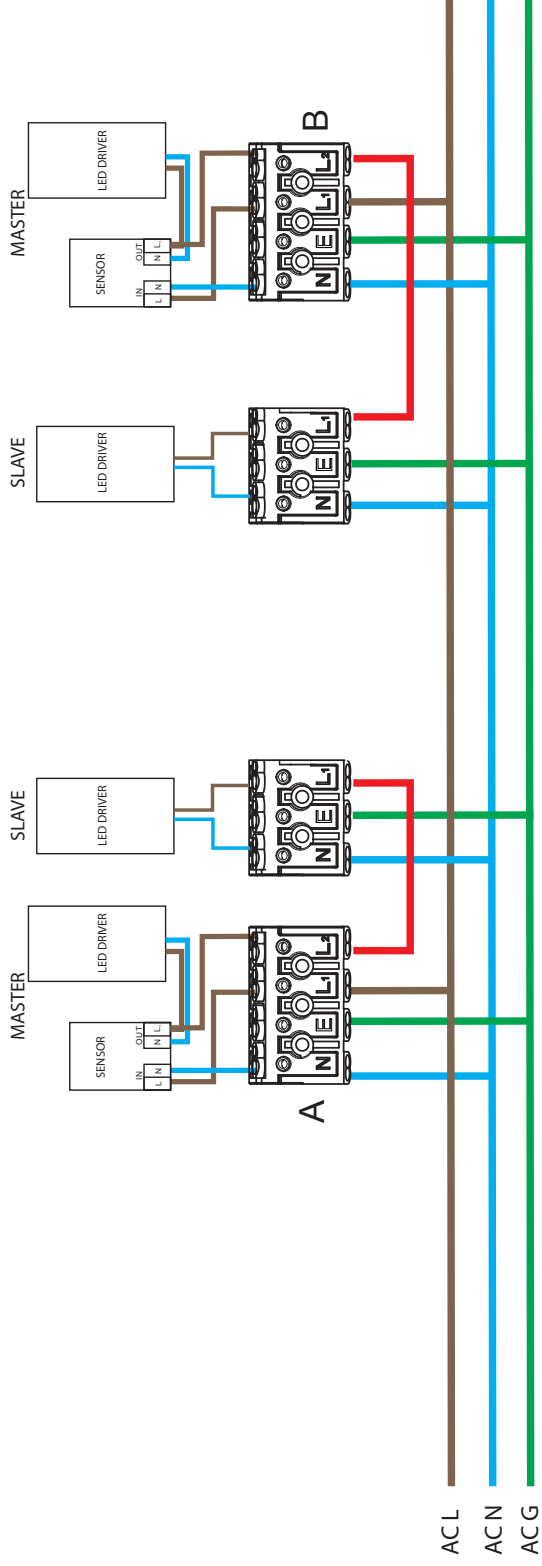 MASTER
SLAVE
SLAVE
MASTER
SENSOR
LED DRIVER
LED DRIVER
LED DRIVER
SENSOR
LED DRIVER
IN OUT
L N N L,
IN OUT
L N N L,
A
N E L1 L2
N E L1
N E L1
N E L1 L2
B
AC L
AC N
AC G